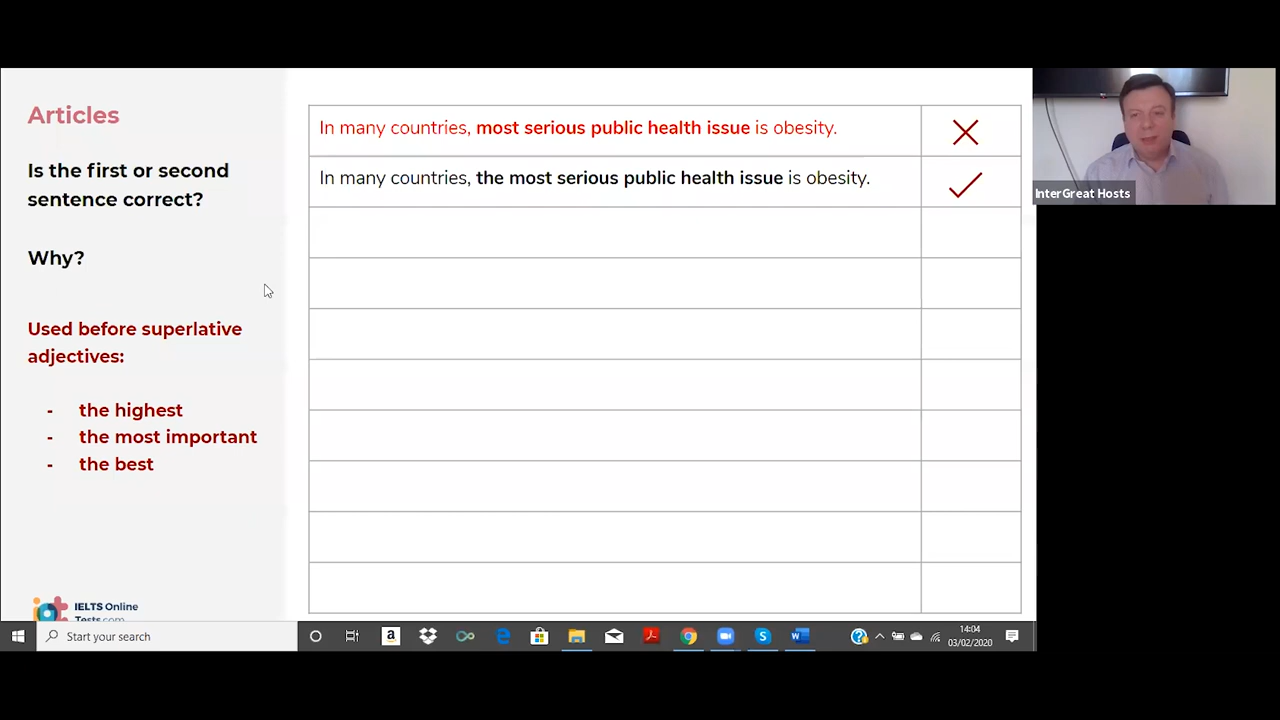 Articles
Is the first or second
sentence correct?
Why?
Used before superlative
adjectives:
- the highest
- the most important
- the best
In many countries, most serious public health issue is obesity.
In many countries, the most serious public health issue is obesity.
InterGreat Hosts
IELTS Online
Tests.com
Start your search
14:04
03/02/2020